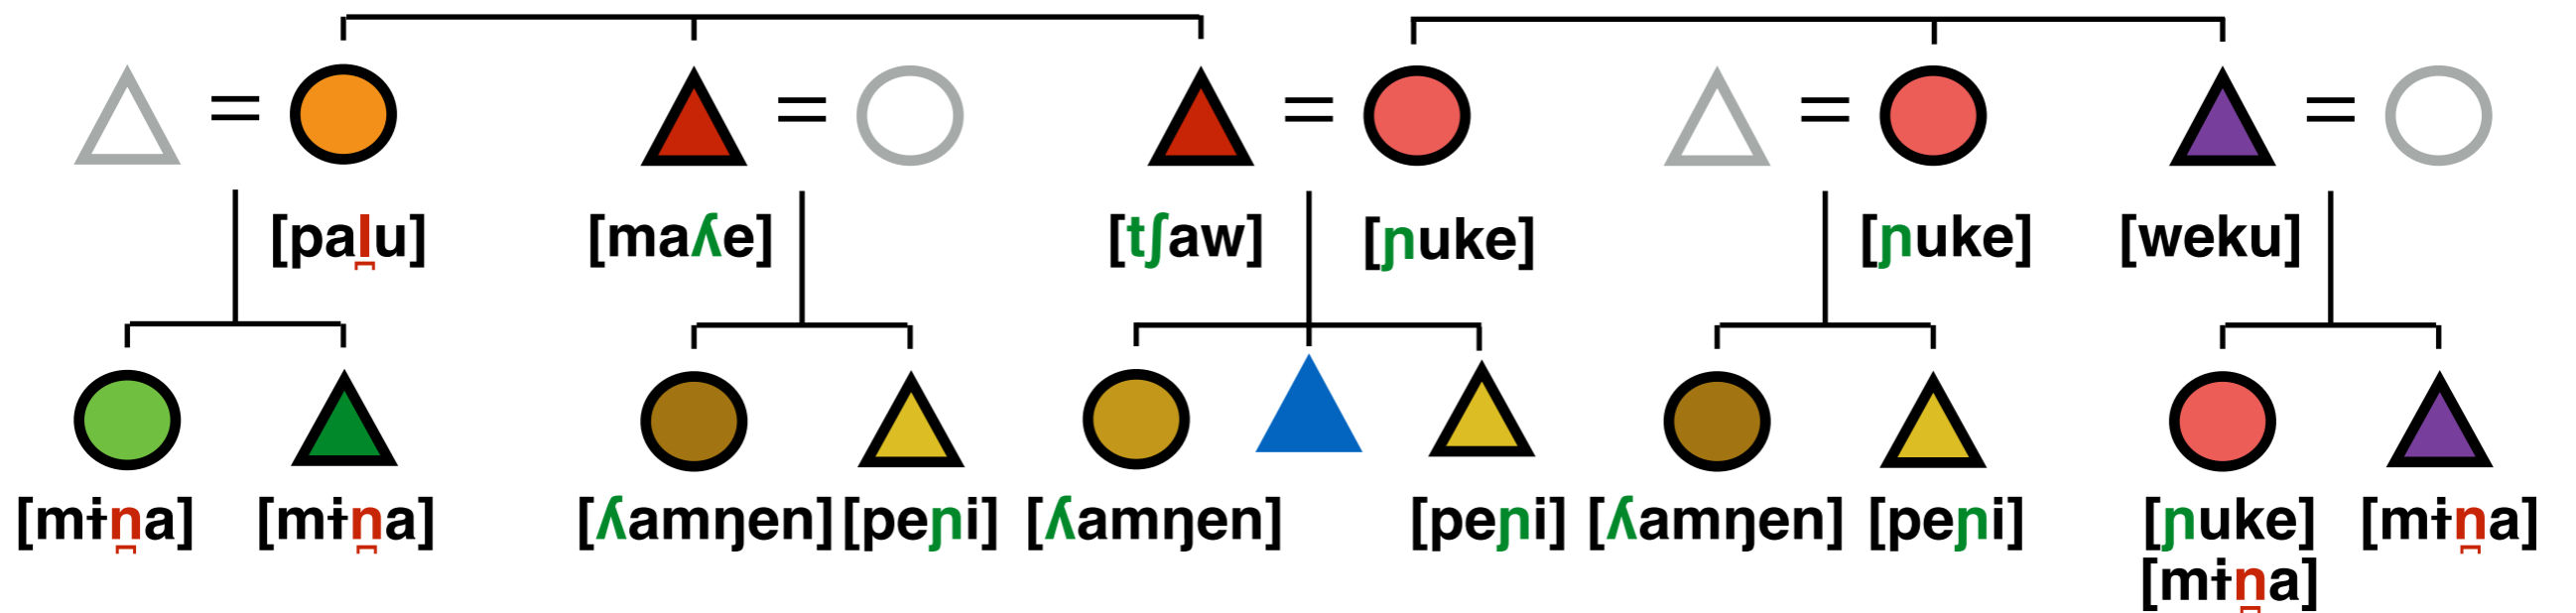 [pal̪u] [maʎe] [tʃaw] [ɲuke] [ɲuke] [weku]
[mɨn̪a] [mɨn̪a] [ʎamŋen] [peɲi] [ʎamŋen] [peɲi] [ʎamŋen] [peɲi] [ɲuke] [mɨn̪a]
[mɨn̪a]